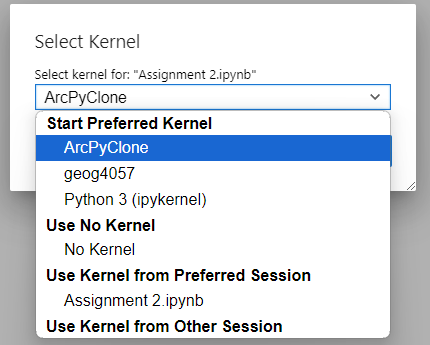 Select Kernel
Select kernel for: "Assignment 2.ipynb"
ArcPyClone
Start Preferred Kernel
ArcPyClone
geog4057
Python 3 (ipykernel)
Use No Kernel
No Kernel
Use Kernel from Preferred Session
Assignment 2.ipynb
Use Kernel from Other Session